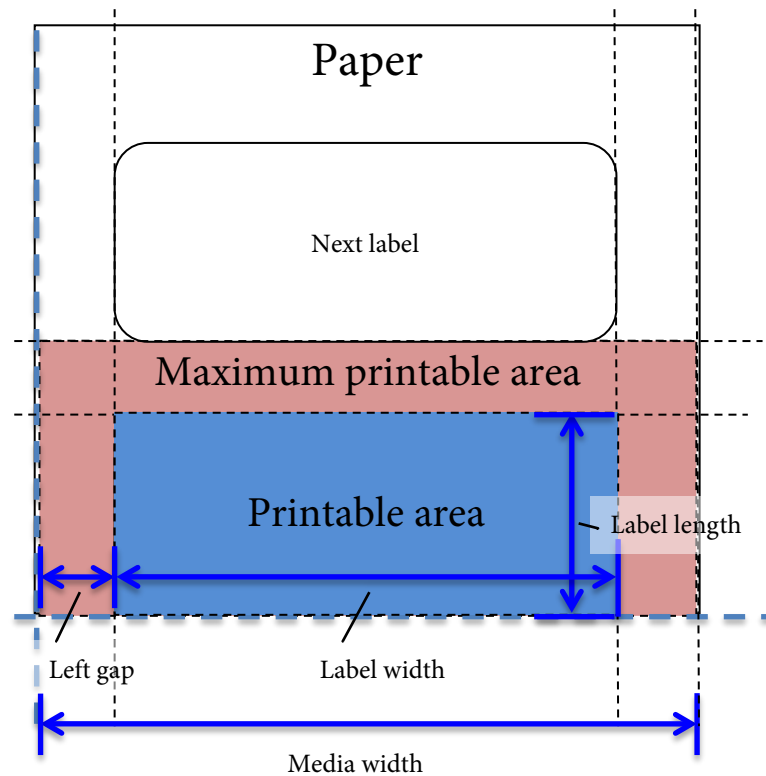 Paper
Next label
Maximum printable area
Printable area
Label length
Left gap
Label width
Media width